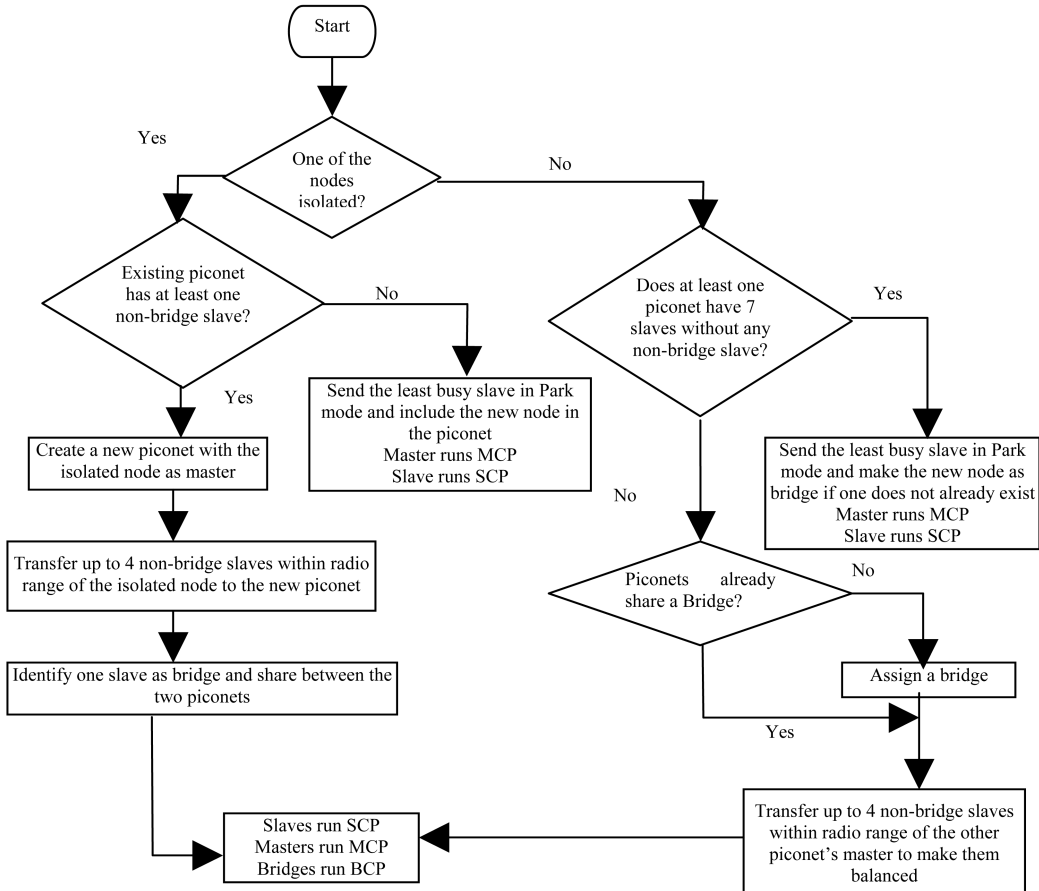 Start
Yes
One of the
nodes
isolated?
No
Existing piconet
has at least one
non-bridge slave?
No
Does at least one
piconet have 7
slaves without any
non-bridge slave?
Yes
Yes
Send the least busy slave in Park
mode and include the new node in
the piconet
Master runs MCP
Slave runs SCP
Create a new piconet with the
isolated node as master
Send the least busy slave in Park
mode and make the new node as
bridge if one does not already exist
Master runs MCP
Slave runs SCP
No
Transfer up to 4 non-bridge slaves within radio
range of the isolated node to the new piconet
Piconets already
share a Bridge?
No
Identify one slave as bridge and share between the
two piconets
Assign a bridge
Yes
Slaves run SCP
Masters run MCP
Bridges run BCP
Transfer up to 4 non-bridge slaves
within radio range of the other
piconet's master to make them
balanced